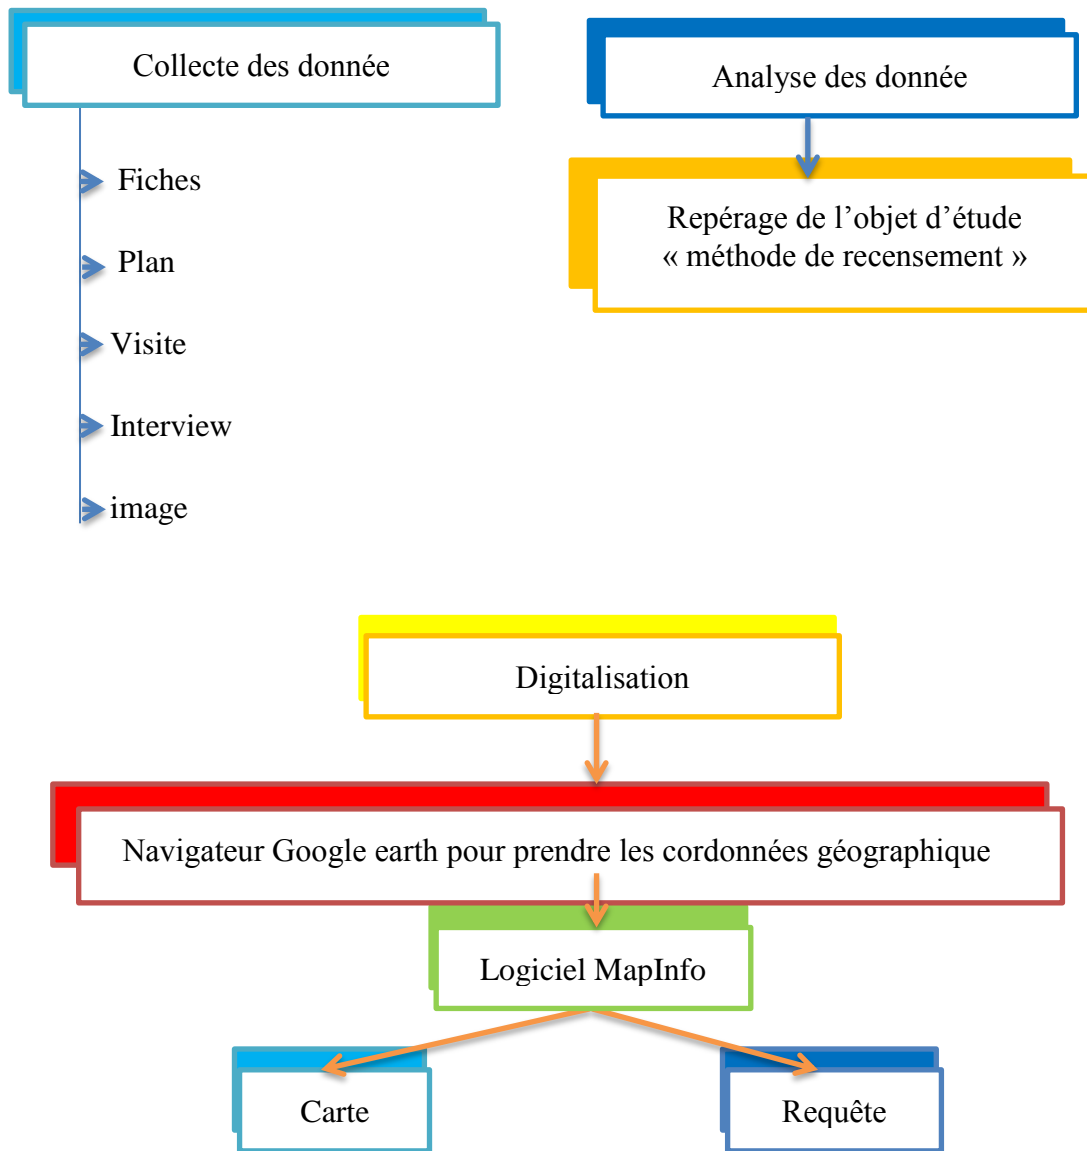 Collecte des donnée
Analyse des donnée
Fiches
Plan
Visite
Interview
image
Repérage de l’objet d’étude
« méthode de recensement »
Digitalisation
Navigateur Google earth pour prendre les cordonnées géographique
Logiciel MapInfo
Carte
Requête